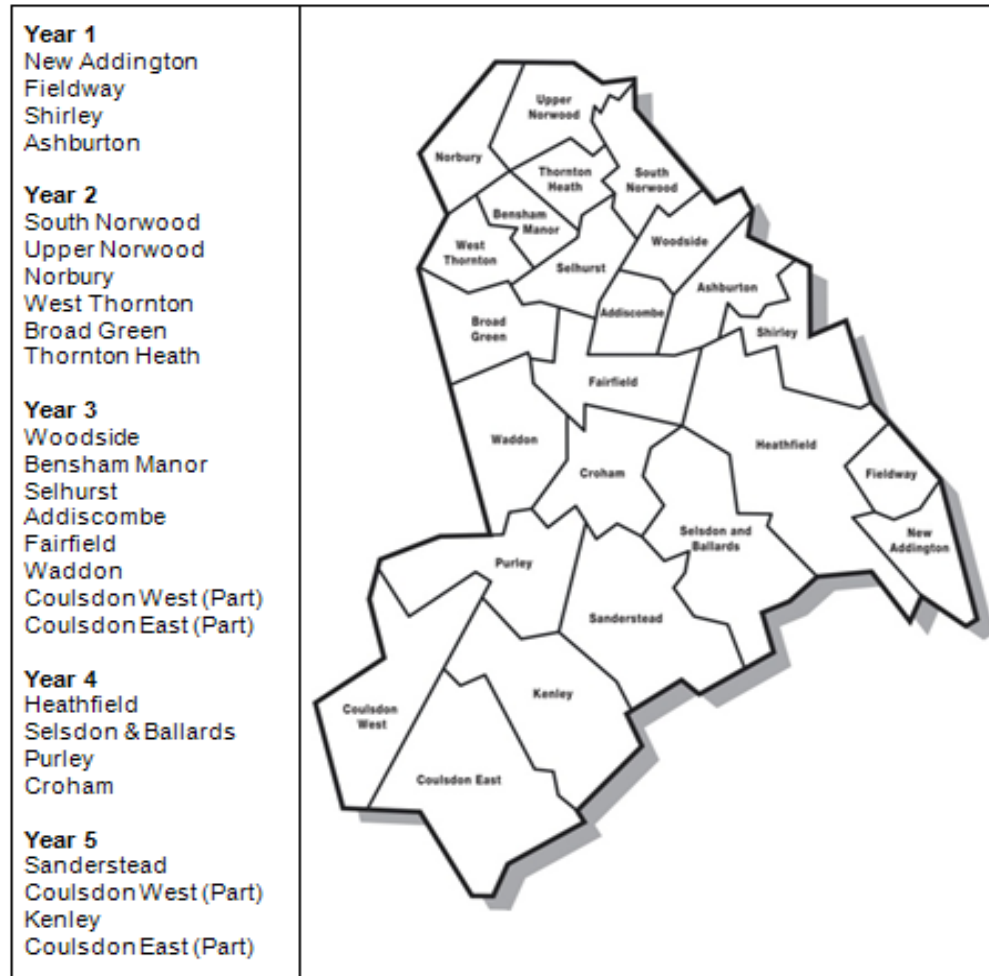 Year 1
New Addington
Fieldway
Shirley
Ashburton
Year 2
South Norwood
Upper Norwood
Norbury
West Thornton
Broad Green
Thornton Heath
Year 3
Woodside
Bensham Manor
Selhurst
Addiscombe
Fairfield
Waddon
Coulsdon West (Part)
Coulsdon East (Part)
Year 4
Heathfield
Selsdon & Ballards
Purley
Croham
Year 5
Sanderstead
Coulsdon West (Part)
Kenley
Coulsdon East (Part)
Upper
Norwood
Norbury
Thornton
Heath
South
Norwood
Bensham
Manor
West
Thornton
Woodside
Selhurst
Ashburton
Addiscombe
Broad
Green
Shirley
Fairfield
Waddon
Heathfield
Croham
Fieldway
Selsdon and
Ballards
New
Addington
Purley
Sanderstead
Kenley
Coulsdon
West
Coulsdon East